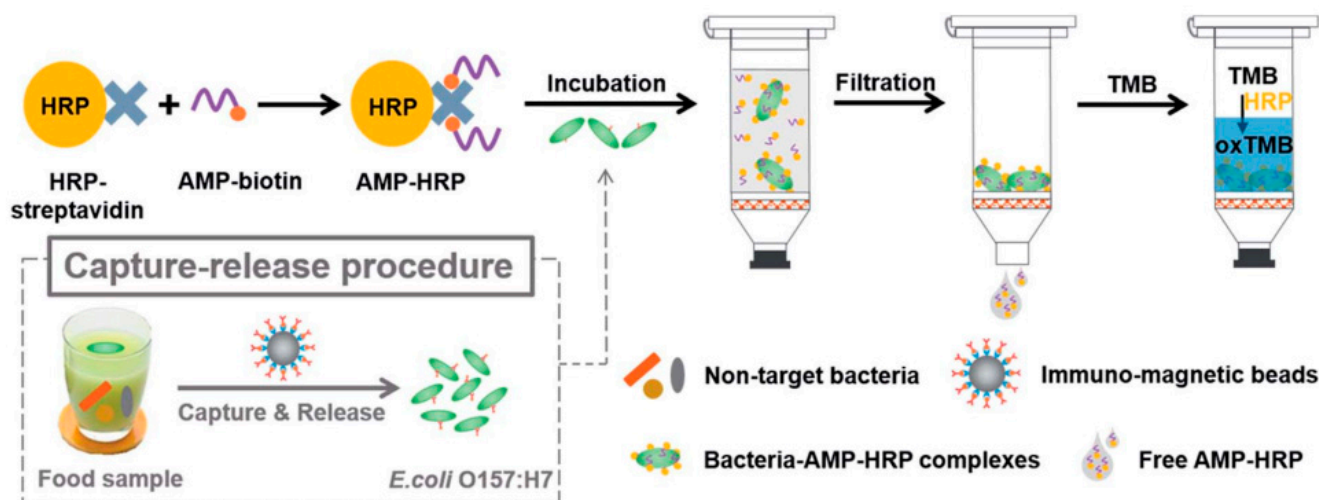 HRP
+
HRP
Incubation
Filtration
TMB
TMB
HRP
oxTMB
HRP-
streptavidin
AMP-biotin
AMP-HRP
Capture-release procedure
Capture & Release
Food sample
E.coli O157:H7
Non-target bacteria
Immuno-magnetic beads
Bacteria-AMP-HRP complexes
Free AMP-HRP